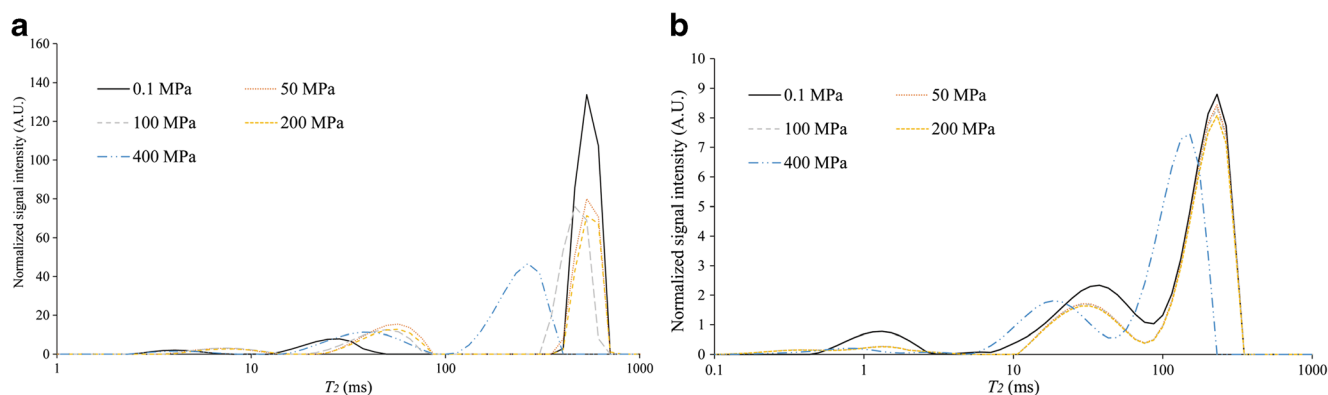 a
160
140
120
100
80
60
40
20
0
Normalized signal intensity (A.U.)
0.1 MPa
50 MPa
100 MPa
200 MPa
400 MPa
1
10
100
1000
T2 (ms)
b
10
9
8
7
6
5
4
3
2
1
0
Normalized signal intensity (A.U.)
0.1 MPa
50 MPa
100 MPa
200 MPa
400 MPa
0.1
1
10
100
1000
T2 (ms)